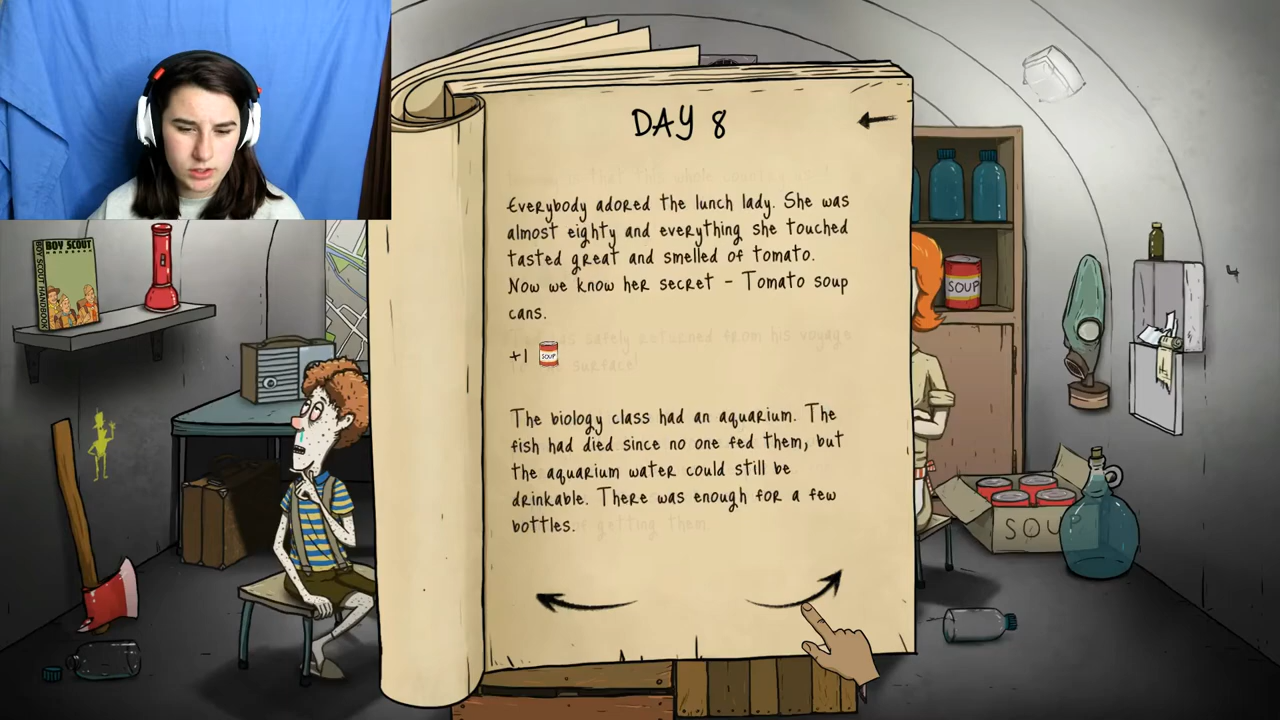 DAY 8
Everybody adored the lunch lady. She was
almost eighty and everything she touched
tasted great and smelled of tomato.
Now we know her secret - Tomato soup
cans.
+1 SOUP
The biology class had an aquarium. The
fish had died since no one fed them, but
the aquarium water could still be
drinkable. There was enough for a few
bottles.
BOY SCOUT
BOY SCOUT HANDBOOK
SOUP
SOUP